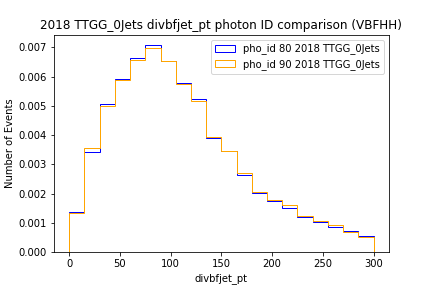 2018 TTGG_0Jets divbfjet_pt photon ID comparison (VBFHH)
pho_id 80 2018 TTGG_0Jets
pho_id 90 2018 TTGG_0Jets
Number of Events
0.007
0.006
0.005
0.004
0.003
0.002
0.001
0.000
0 50 100 150 200 250 300
divbfjet_pt